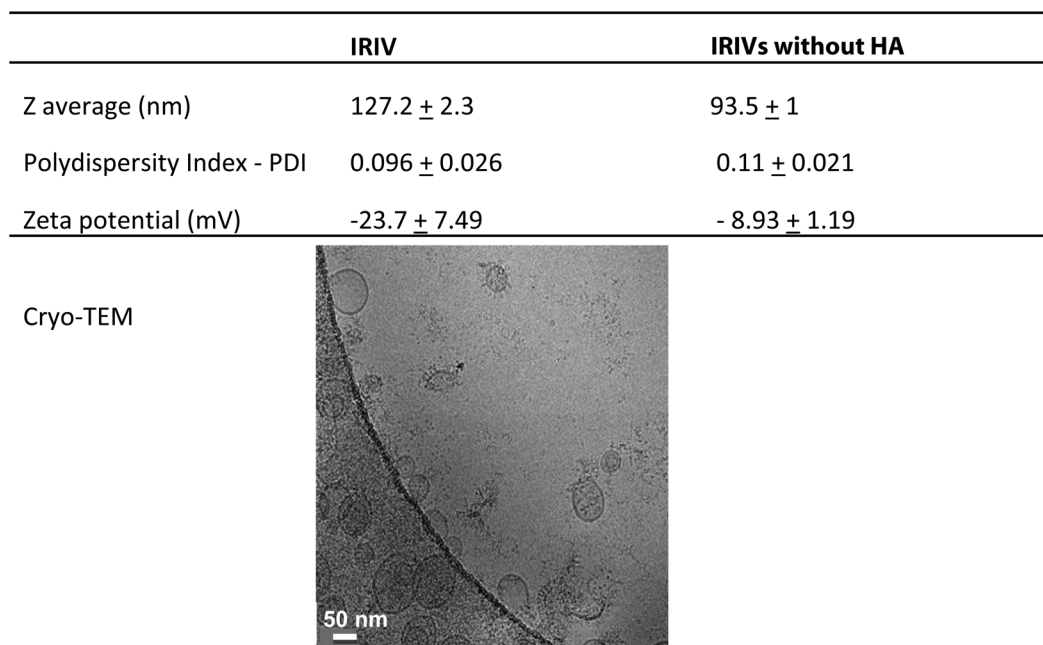 IRIV IRIVs without HA
Z average (nm) 127.2 ± 2.3 93.5 ± 1
Polydispersity Index - PDI 0.096 ± 0.026 0.11 ± 0.021
Zeta potential (mV) -23.7 ± 7.49 - 8.93 ± 1.19
Cryo-TEM
50 nm